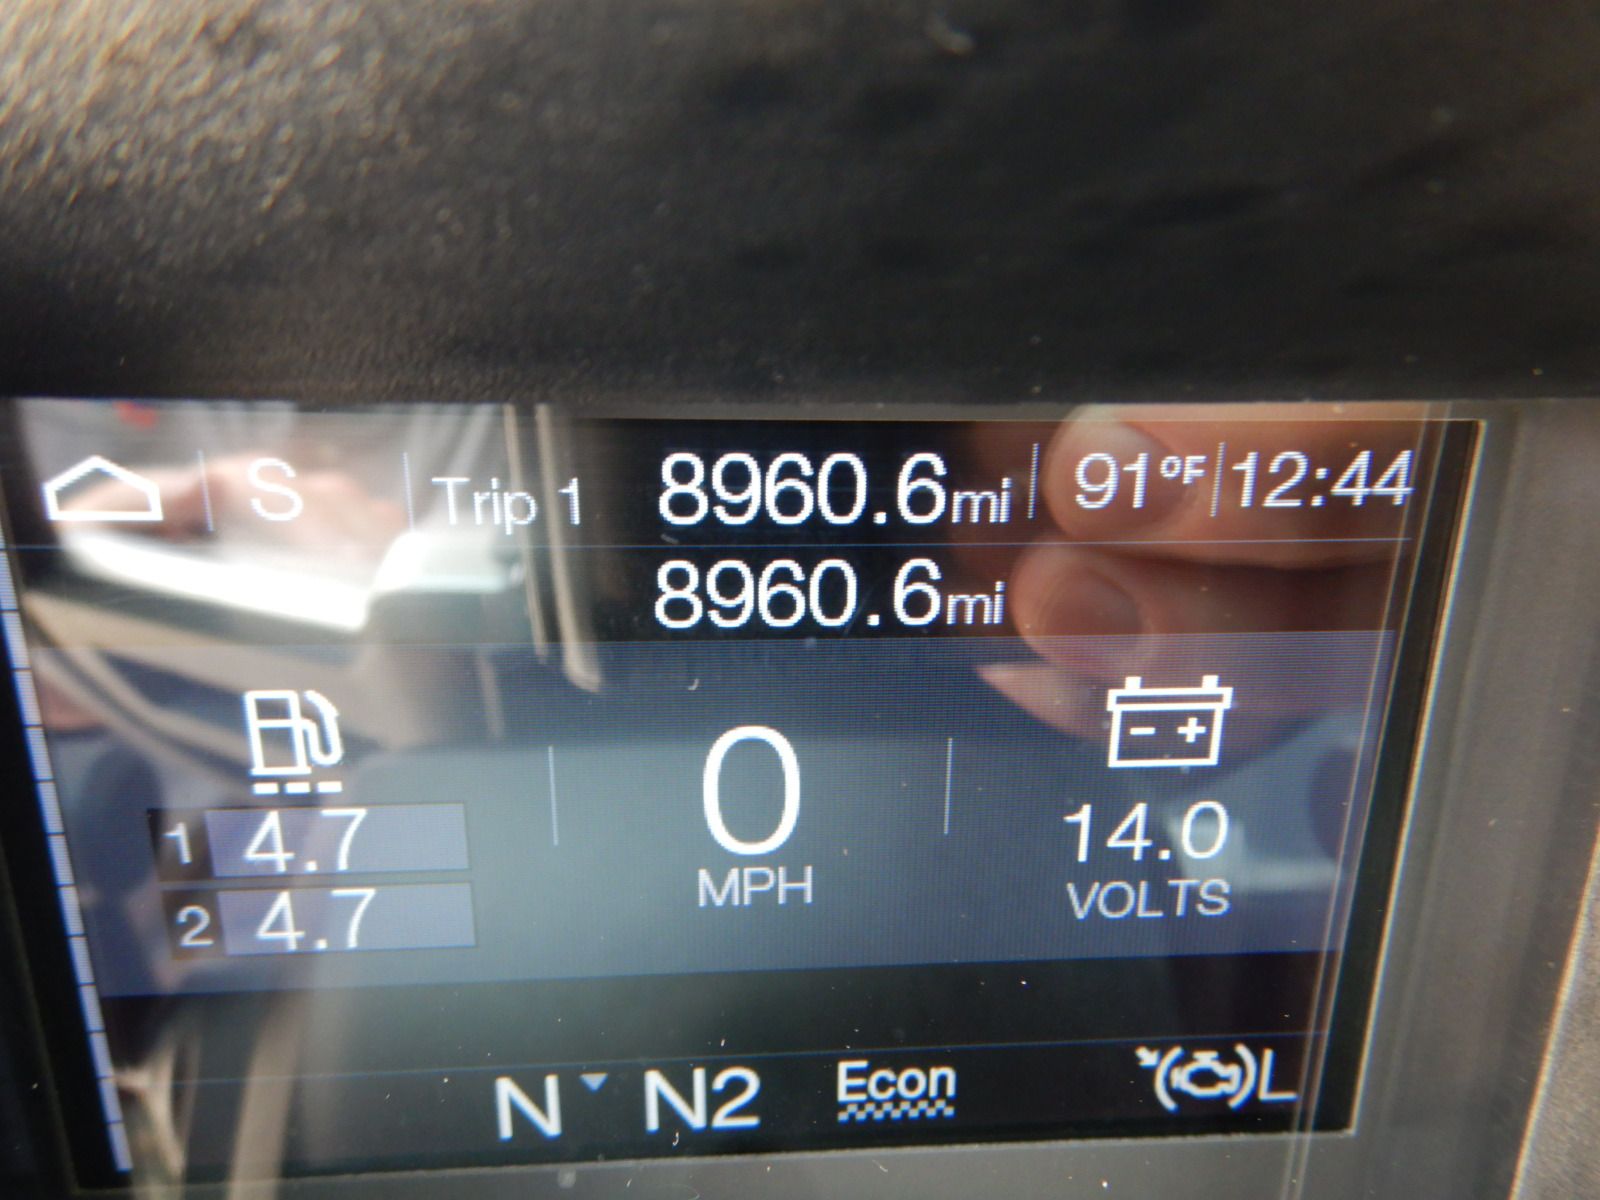 S Trip 1 8960.6mi 91°F 12:44
8960.6mi
0
MPH
1 4.7
2 4.7
- +
14.0
VOLTS
N N2 Econ L